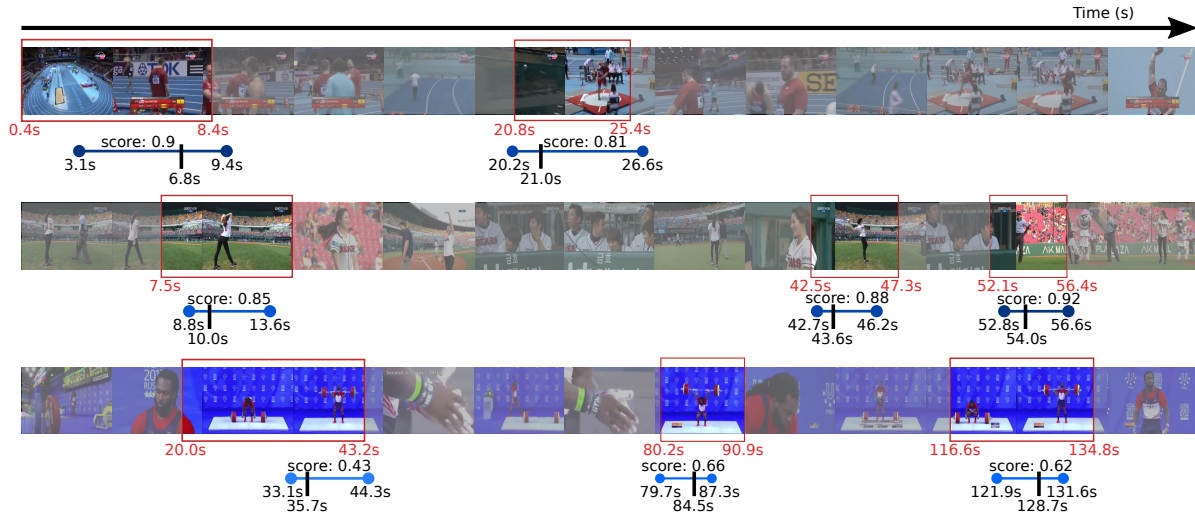 Time (s)
TDK
SE
0.4s 8.4s 20.8s 25.4s
score: 0.9 score: 0.81
3.1s 9.4s 20.2s 26.6s
6.8s 21.0s
AK MALL
7.5s 42.5s 47.3s 52.1s 56.4s
score: 0.85 score: 0.88 score: 0.92
8.8s 13.6s 42.7s 46.2s 52.8s 56.6s
10.0s 43.6s 54.0s
20.0s 43.2s 80.2s 90.9s 116.6s 134.8s
score: 0.43 score: 0.66 score: 0.62
33.1s 44.3s 79.7s 87.3s 121.9s 131.6s
35.7s 84.5s 128.7s